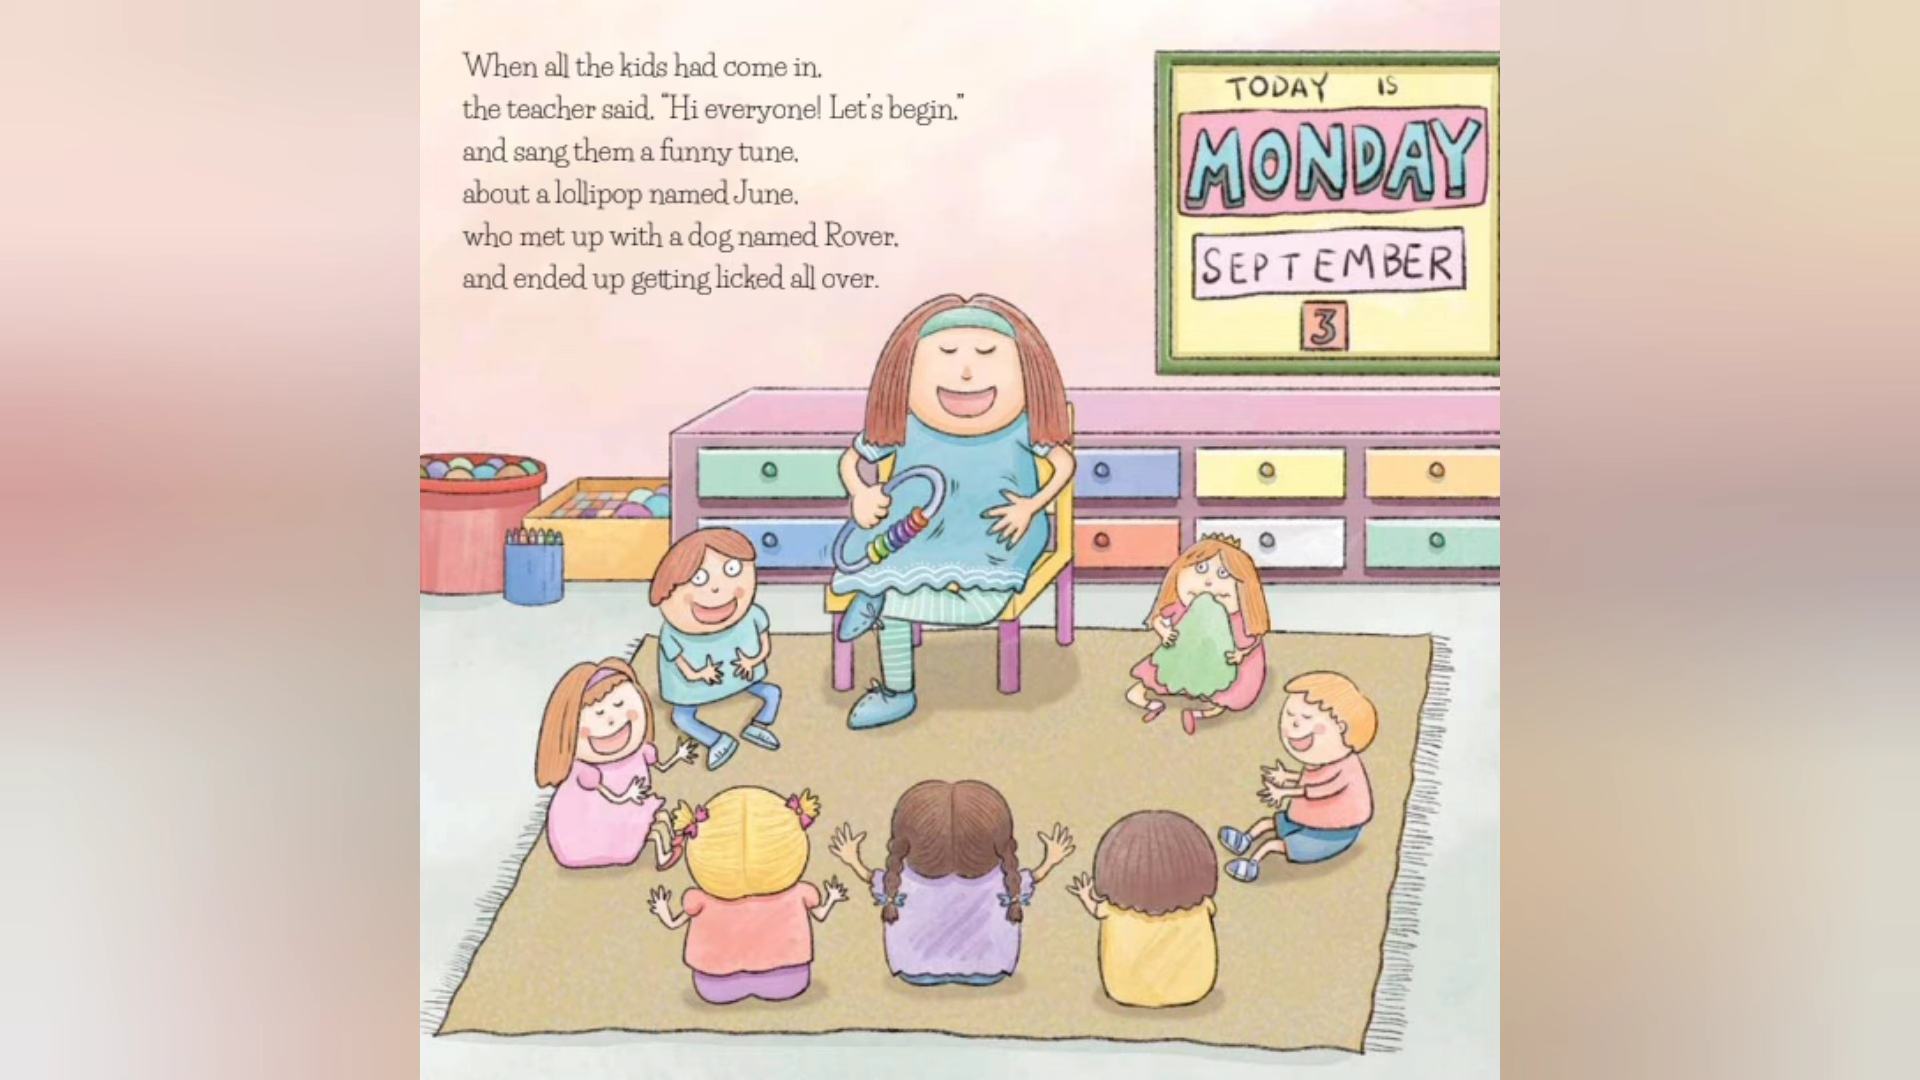 When all the kids had come in,
the teacher said, “Hi everyone! Let's begin,”
and sang them a funny tune,
about a lollipop named June,
who met up with a dog named Rover,
and ended up getting licked all over.
TODAY IS
MONDAY
SEPTEMBER
3